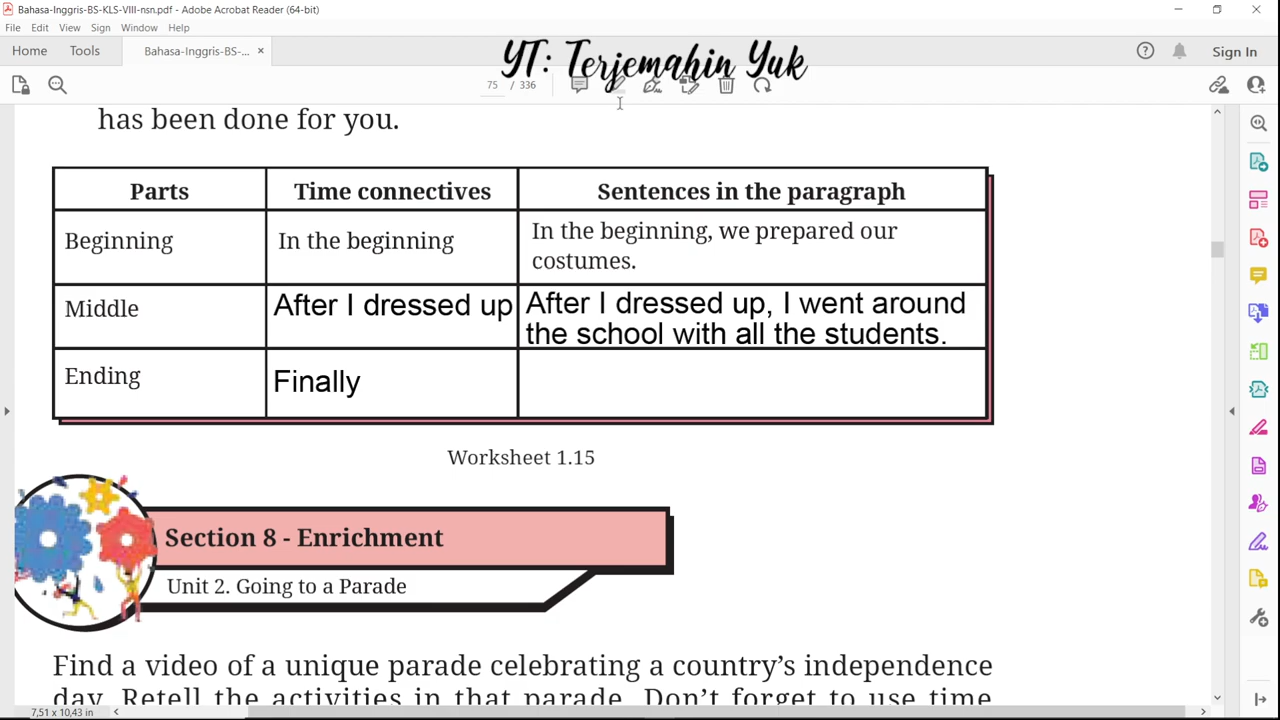 Bahasa-Inggris-BS-KLS-VIII-nsn.pdf - Adobe Acrobat Reader (64-bit)
File Edit View Sign Window Help
Home Tools Bahasa-Inggris-BS-... × Sign In
YT: Terjemahin Yuk
75 / 336
has been done for you.
Parts Time connectives Sentences in the paragraph
Beginning In the beginning In the beginning, we prepared our
costumes.
Middle After I dressed up After I dressed up, I went around
the school with all the students.
Ending Finally
Worksheet 1.15
Section 8 - Enrichment
Unit 2. Going to a Parade
Find a video of a unique parade celebrating a country's independence
day. Retell the activities in that parade. Don't forget to use time
7,51 x 10,43 in